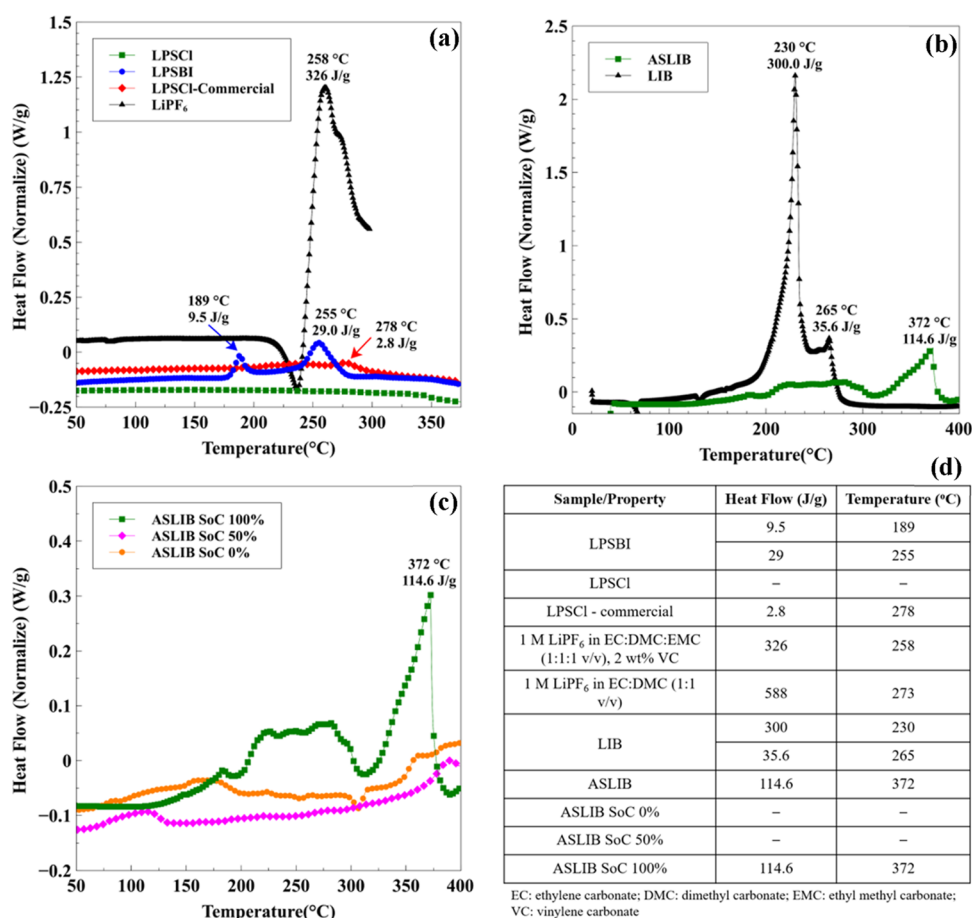 (a)
1.5
1.25
1
0.75
0.5
0.25
0
−0.25
Heat Flow (Normalize) (W/g)
LPSCl
LPSBI
LPSCl-Commercial
LiPF6
258 °C
326 J/g
189 °C
9.5 J/g
255 °C
29.0 J/g
278 °C
2.8 J/g
50 100 150 200 250 300 350
Temperature(°C)
(b)
2.5
2
1.5
1
0.5
0
Heat Flow (Normalize) (W/g)
ASLIB
LIB
230 °C
300.0 J/g
265 °C
35.6 J/g
372 °C
114.6 J/g
0 100 200 300 400
Temperature(°C)
(c)
0.5
0.4
0.3
0.2
0.1
0
−0.1
−0.2
Heat Flow (Normalize) (W/g)
ASLIB SoC 100%
ASLIB SoC 50%
ASLIB SoC 0%
372 °C
114.6 J/g
50 100 150 200 250 300 350 400
Temperature(°C)
(d)
Sample/Property Heat Flow (J/g) Temperature (°C)
LPSBI 9.5 189
29 255
LPSCl – –
LPSCl - commercial 2.8 278
1 M LiPF6 in EC:DMC:EMC
(1:1:1 v/v), 2 wt% VC 326 258
1 M LiPF6 in EC:DMC (1:1
v/v) 588 273
LIB 300 230
35.6 265
ASLIB 114.6 372
ASLIB SoC 0% – –
ASLIB SoC 50% – –
ASLIB SoC 100% 114.6 372
EC: ethylene carbonate; DMC: dimethyl carbonate; EMC: ethyl methyl carbonate;
VC: vinylene carbonate